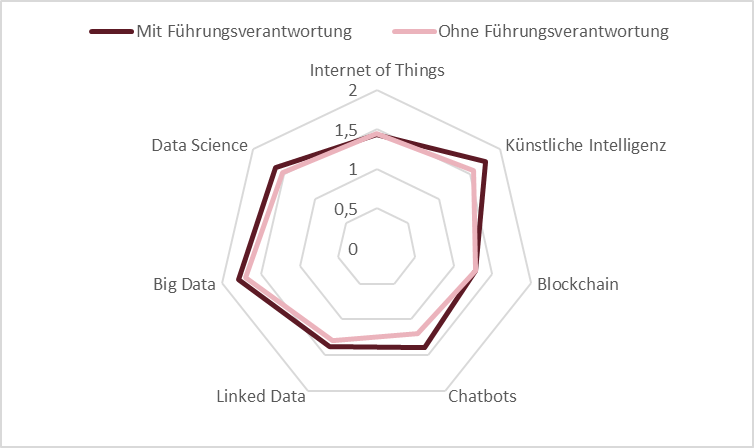 Mit Führungsverantwortung
Ohne Führungsverantwortung
Internet of Things
2
Data Science
1,5
Künstliche Intelligenz
1
0,5
0
Big Data
Blockchain
Linked Data
Chatbots